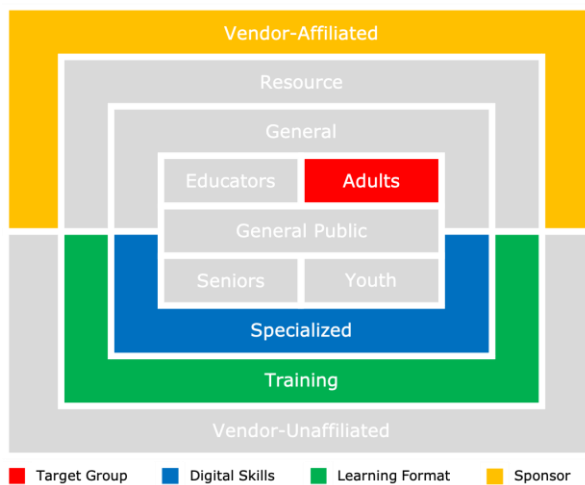 Vendor-Affiliated
Resource
General
Educators Adults
General Public
Seniors Youth
Specialized
Training
Vendor-Unaffiliated
Target Group Digital Skills Learning Format Sponsor